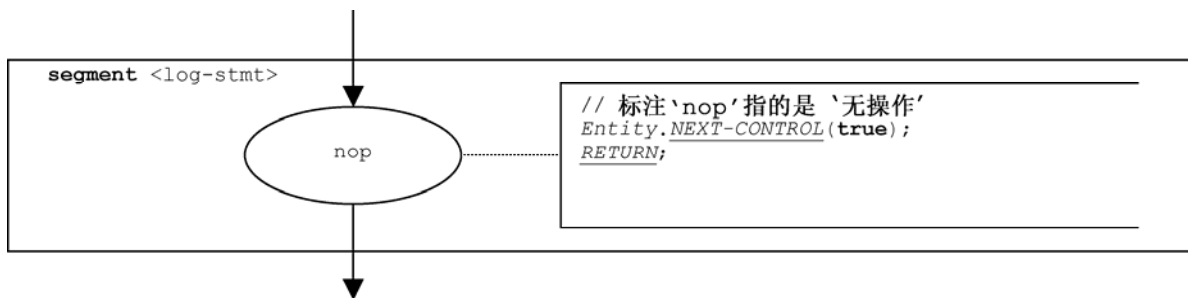 segment <log-stmt>
nop
// 标注‵nop′指的是 ‵无操作′
Entity.NEXT-CONTROL(true);
RETURN;